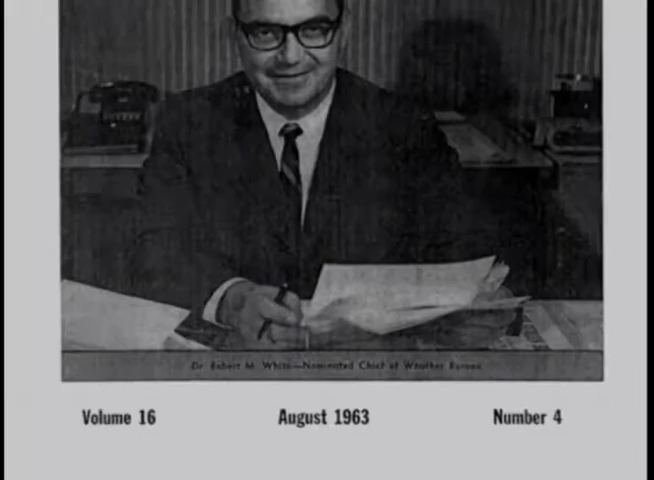 Dr. Robert M. White—Nominated Chief of Weather Bureau
Volume 16 August 1963 Number 4